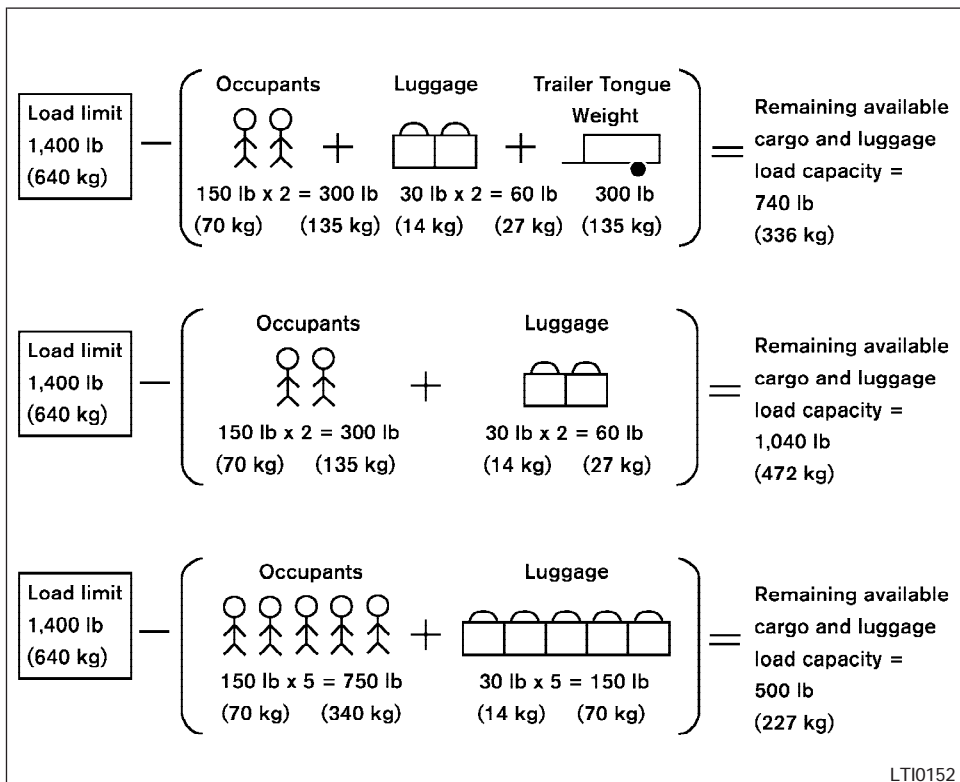 Occupants Luggage Trailer Tongue
Weight
Load limit
1,400 lb
(640 kg)
−
+
+
150 lb x 2 = 300 lb 30 lb x 2 = 60 lb 300 lb
(70 kg) (135 kg) (14 kg) (27 kg) (135 kg)
=
Remaining available
cargo and luggage
load capacity =
740 lb
(336 kg)
Occupants Luggage
Load limit
1,400 lb
(640 kg)
−
+
150 lb x 2 = 300 lb 30 lb x 2 = 60 lb
(70 kg) (135 kg) (14 kg) (27 kg)
=
Remaining available
cargo and luggage
load capacity =
1,040 lb
(472 kg)
Occupants Luggage
Load limit
1,400 lb
(640 kg)
−
+
150 lb x 5 = 750 lb 30 lb x 5 = 150 lb
(70 kg) (340 kg) (14 kg) (70 kg)
=
Remaining available
cargo and luggage
load capacity =
500 lb
(227 kg)
LTI0152